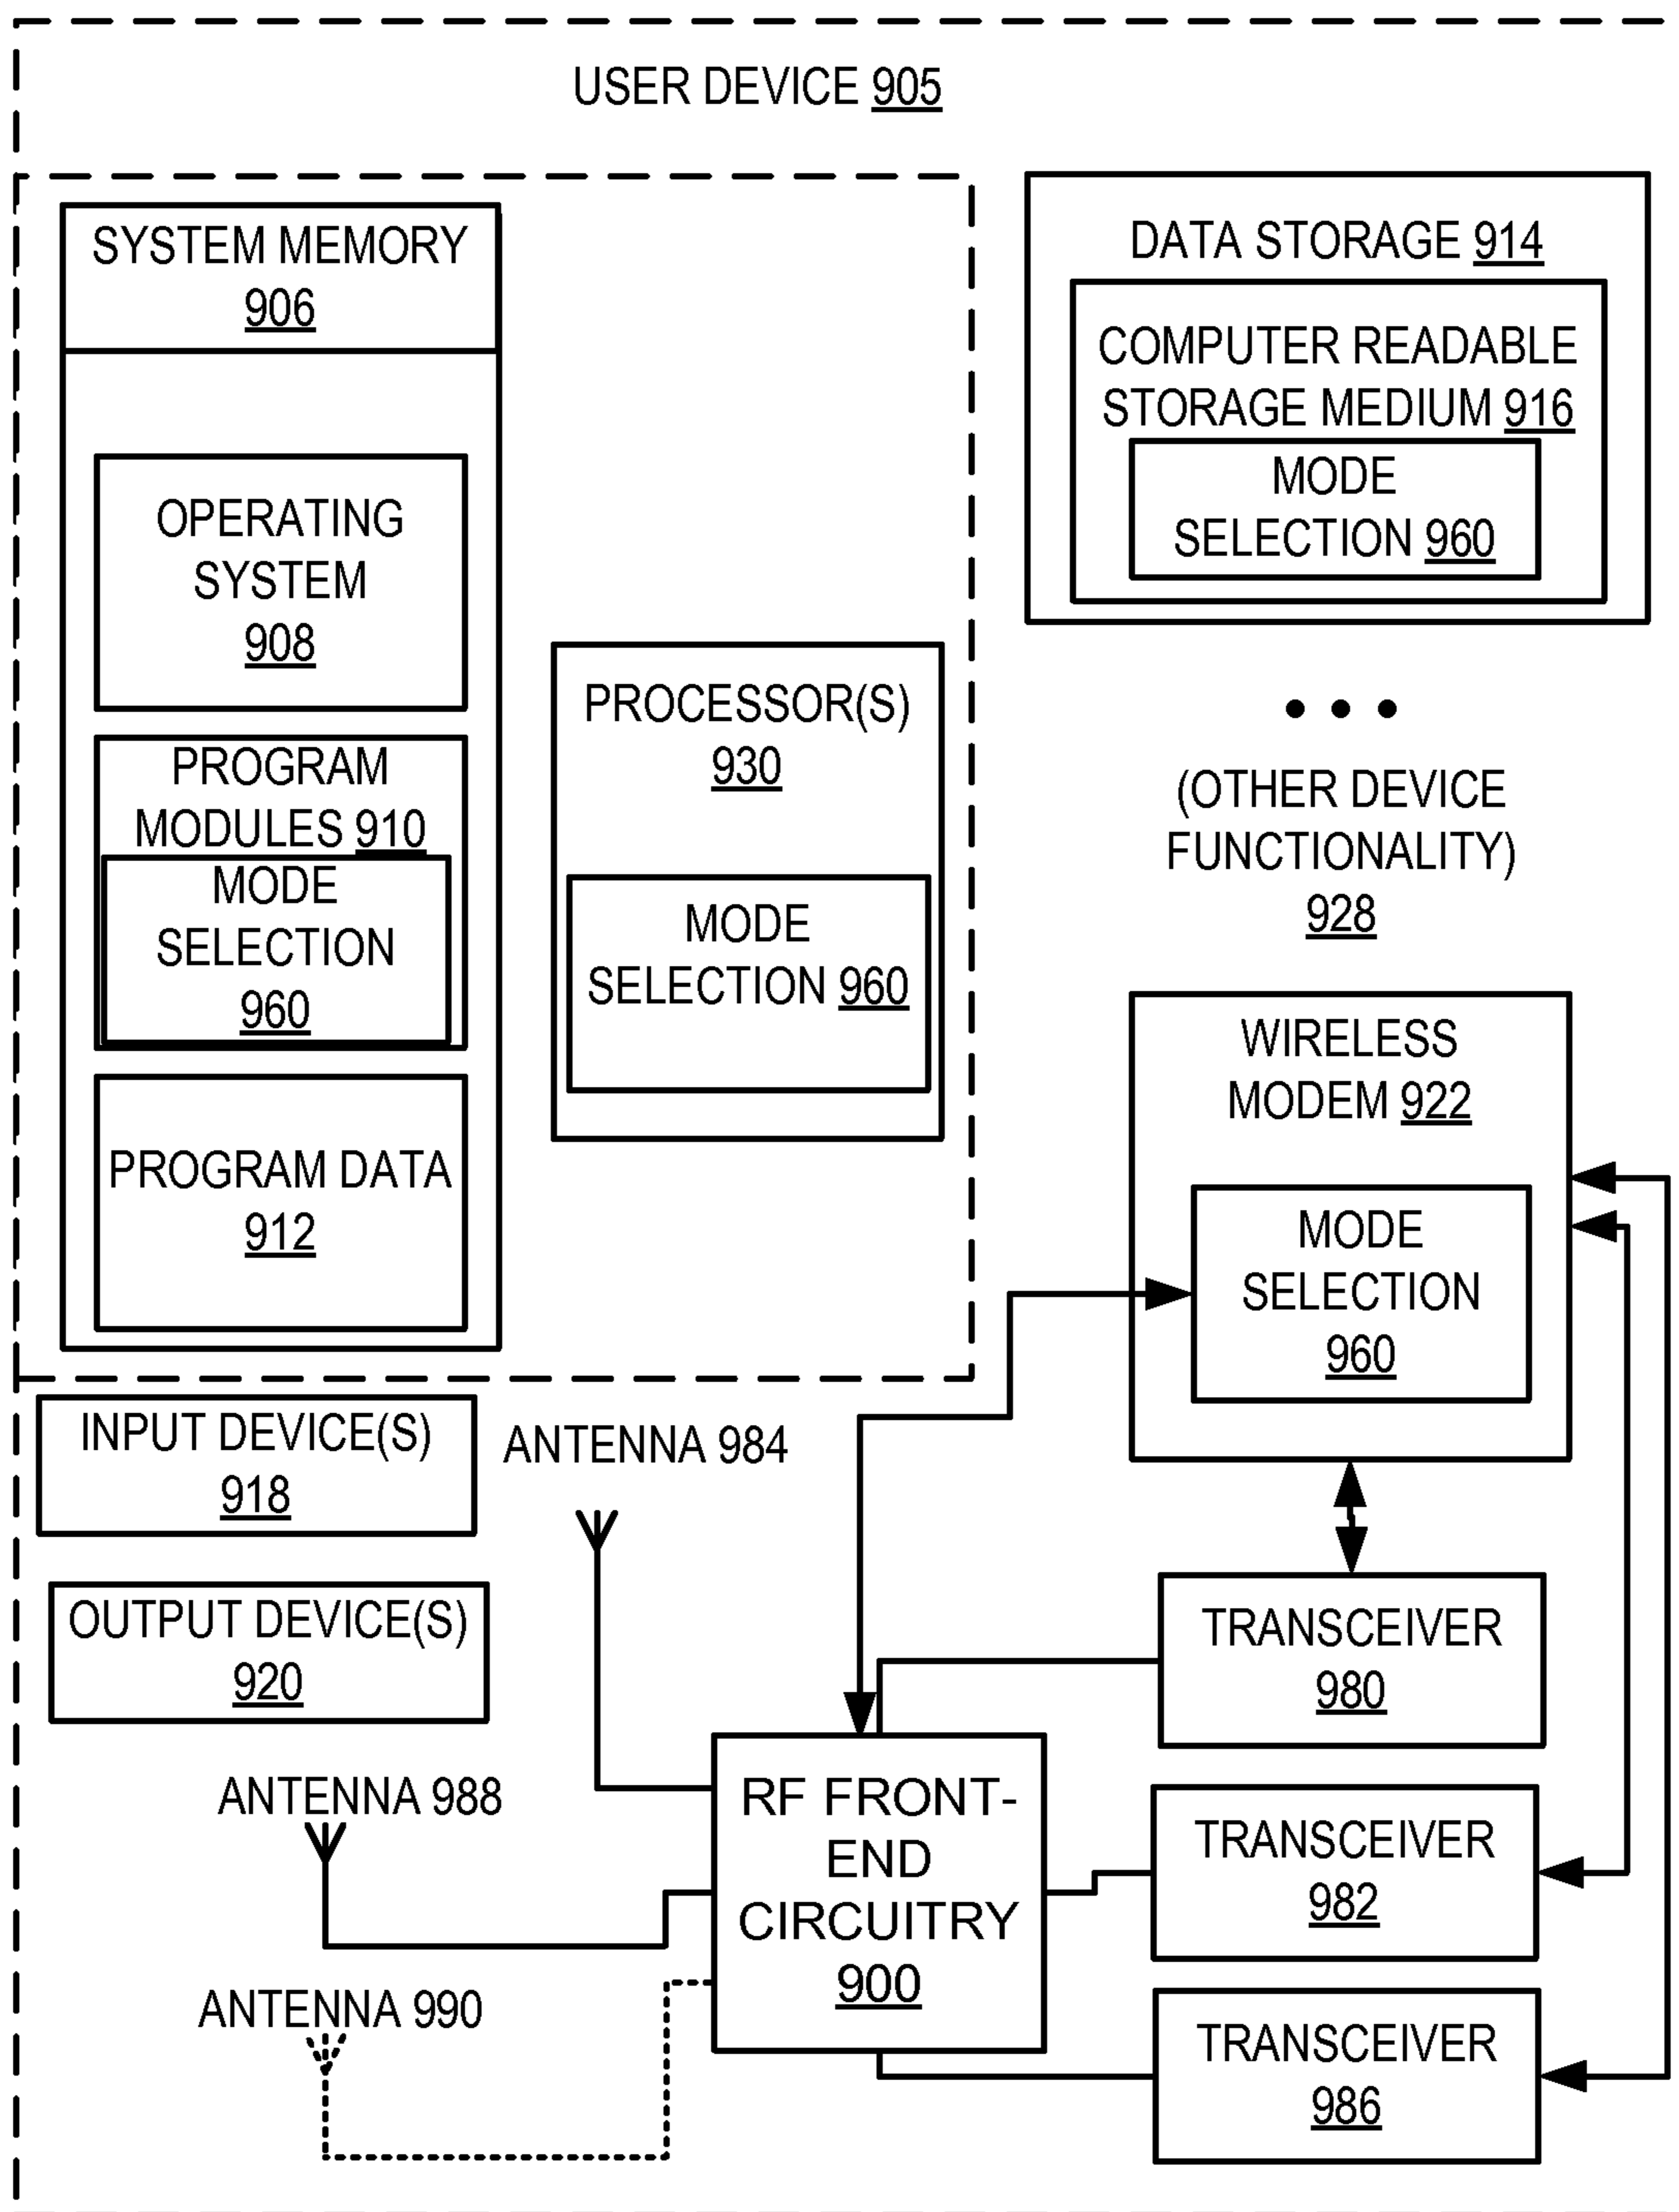 USER DEVICE 905
SYSTEM MEMORY
906
OPERATING
SYSTEM
908
PROGRAM
MODULES 910
MODE
SELECTION
960
PROGRAM DATA
912
PROCESSOR(S)
930
MODE
SELECTION 960
DATA STORAGE 914
COMPUTER READABLE
STORAGE MEDIUM 916
MODE
SELECTION 960
(OTHER DEVICE
FUNCTIONALITY)
928
WIRELESS
MODEM 922
MODE
SELECTION
960
INPUT DEVICE(S)
918
OUTPUT DEVICE(S)
920
ANTENNA 984
ANTENNA 988
ANTENNA 990
RF FRONT-
END
CIRCUITRY
900
TRANSCEIVER
980
TRANSCEIVER
982
TRANSCEIVER
986